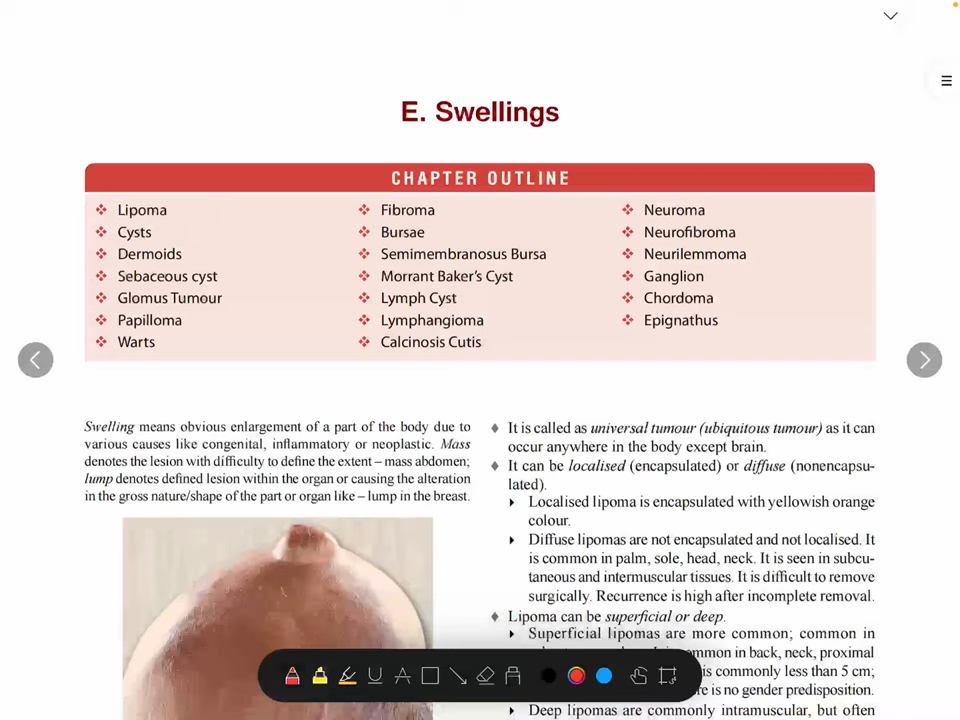 E. Swellings
CHAPTER OUTLINE
❖ Lipoma
❖ Cysts
❖ Dermoids
❖ Sebaceous cyst
❖ Glomus Tumour
❖ Papilloma
❖ Warts
❖ Fibroma
❖ Bursae
❖ Semimembranosus Bursa
❖ Morrant Baker's Cyst
❖ Lymph Cyst
❖ Lymphangioma
❖ Calcinosis Cutis
❖ Neuroma
❖ Neurofibroma
❖ Neurilemmoma
❖ Ganglion
❖ Chordoma
❖ Epignathus
Swelling means obvious enlargement of a part of the body due to
various causes like congenital, inflammatory or neoplastic. Mass
denotes the lesion with difficulty to define the extent – mass abdomen;
lump denotes defined lesion within the organ or causing the alteration
in the gross nature/shape of the part or organ like – lump in the breast.
♦ It is called as universal tumour (ubiquitous tumour) as it can
occur anywhere in the body except brain.
♦ It can be localised (encapsulated) or diffuse (nonencapsu-
lated).
Localised lipoma is encapsulated with yellowish orange
colour.
Diffuse lipomas are not encapsulated and not localised. It
is common in palm, sole, head, neck. It is seen in subcu-
taneous and intermuscular tissues. It is difficult to remove
surgically. Recurrence is high after incomplete removal.
♦ Lipoma can be superficial or deep.
Superficial lipomas are more common; common in
in back, neck, proximal
is commonly less than 5 cm;
is no gender predisposition.
Deep lipomas are commonly intramuscular, but often